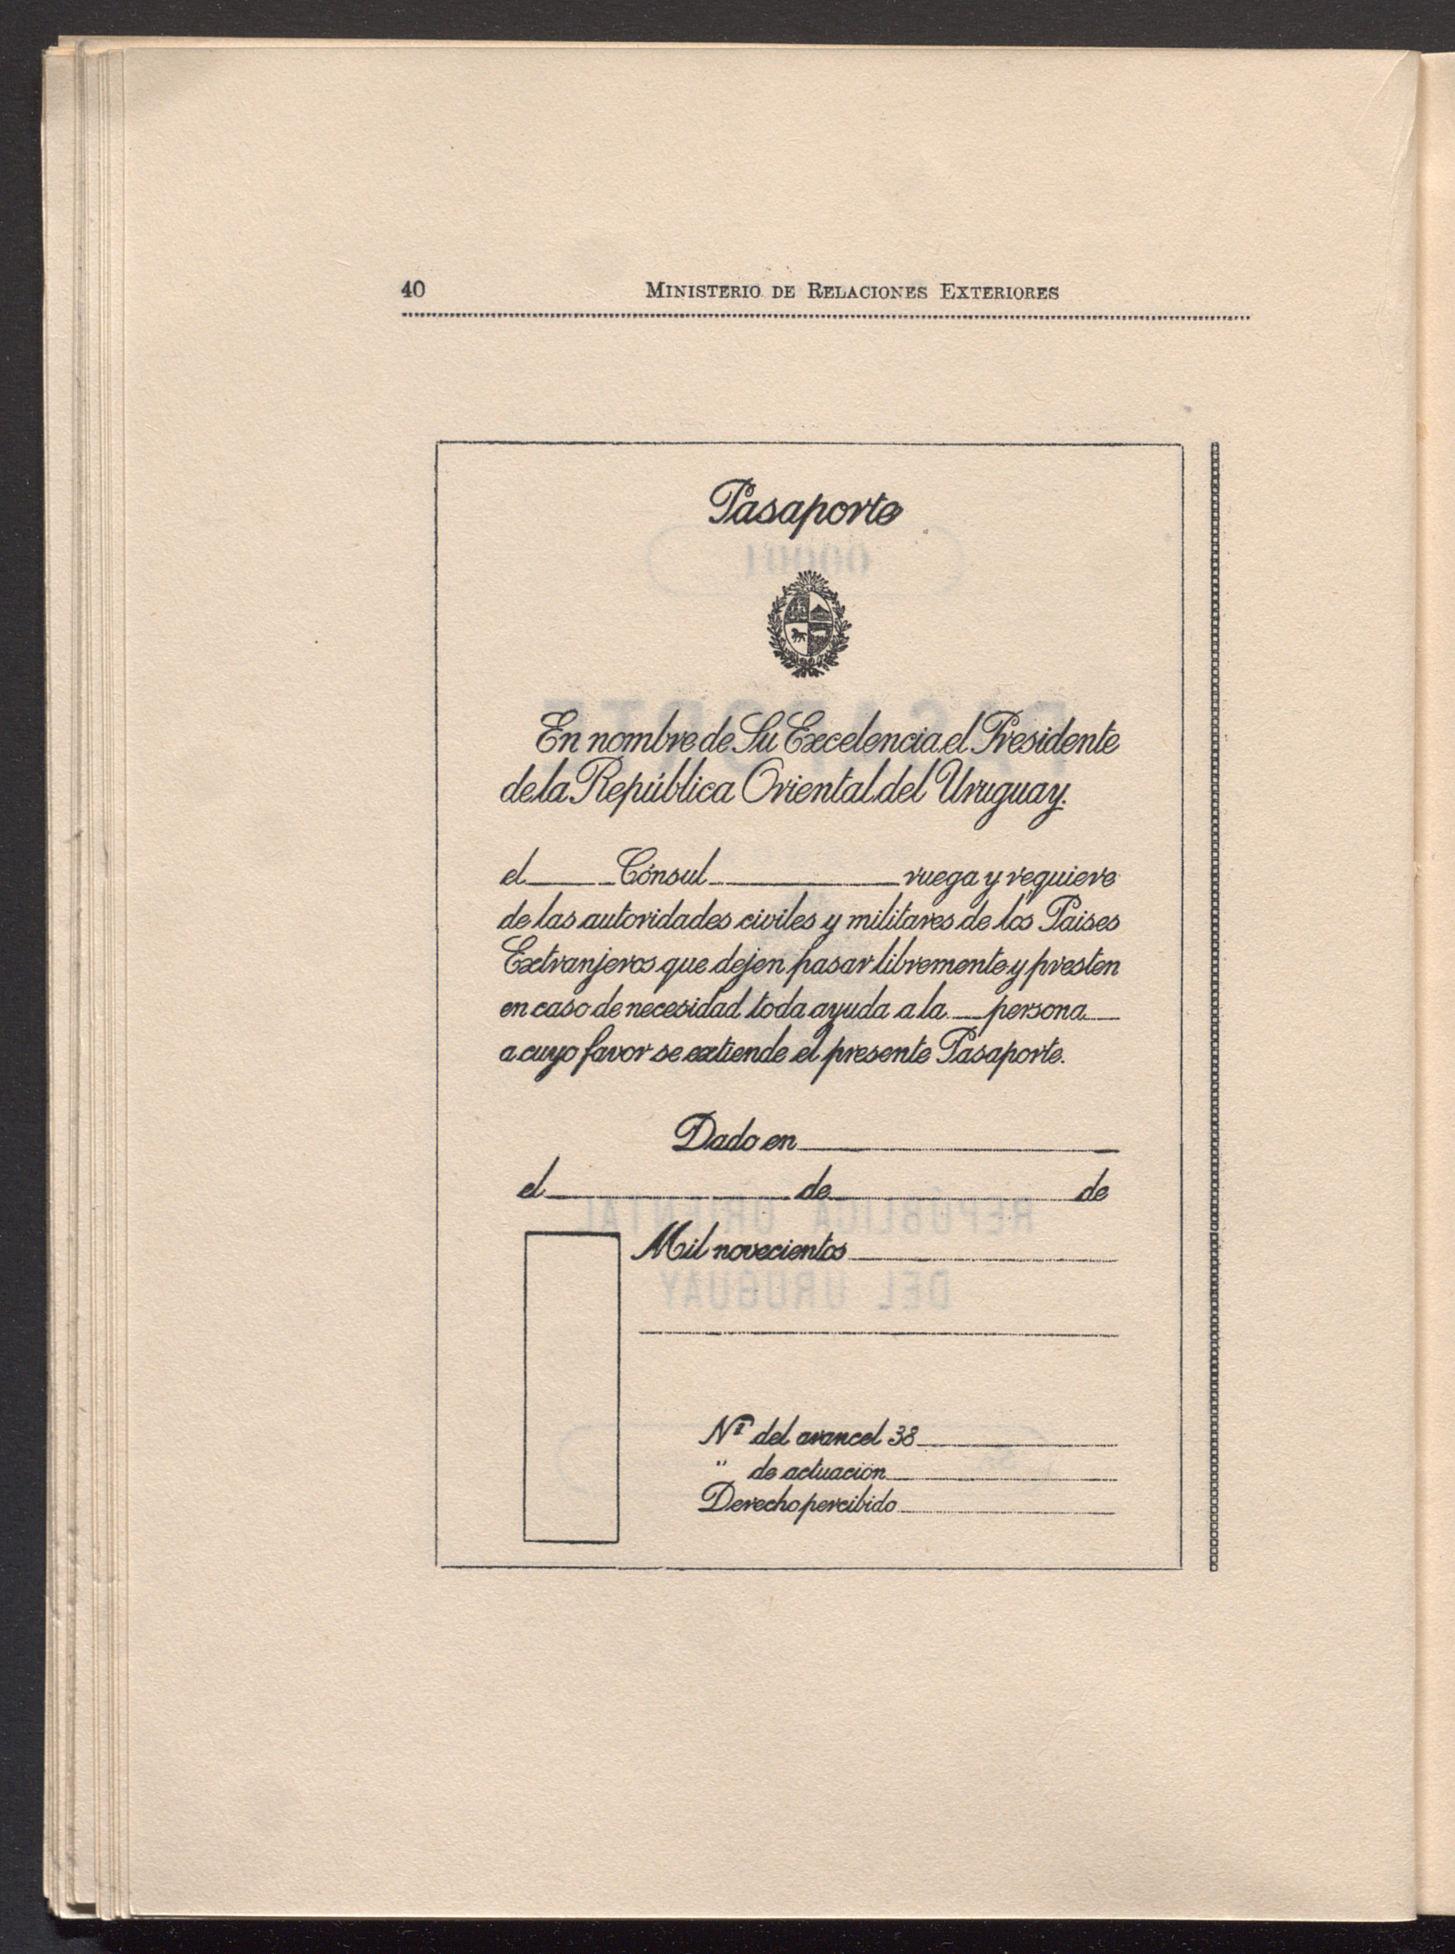 40 MINISTERIO DE RELACIONES EXTERIORES
Pasaporte
En nombre de Su Excelencia el Presidente
de la República Oriental del Uruguay.
el Cónsul ruega y requiere
de las autoridades civiles y militares de los Paises
Extranjeros que dejen pasar libremente y presten
en caso de necesidad toda ayuda a la persona
a cuyo favor se extiende el presente Pasaporte.
Dado en
el de de
Mil novecientos
Nº del arancel 38
" de actuación
Derecho percibido